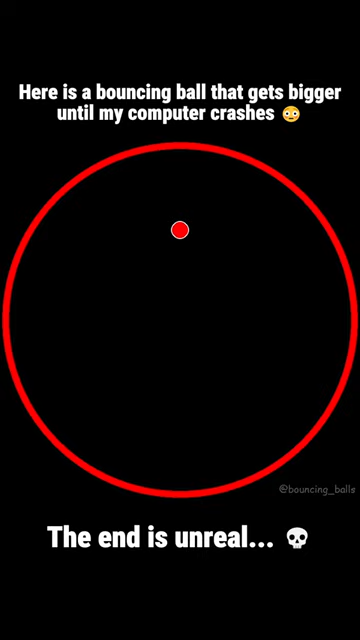 Here is a bouncing ball that gets bigger
until my computer crashes 😳
@bouncing_balls
The end is unreal... 💀